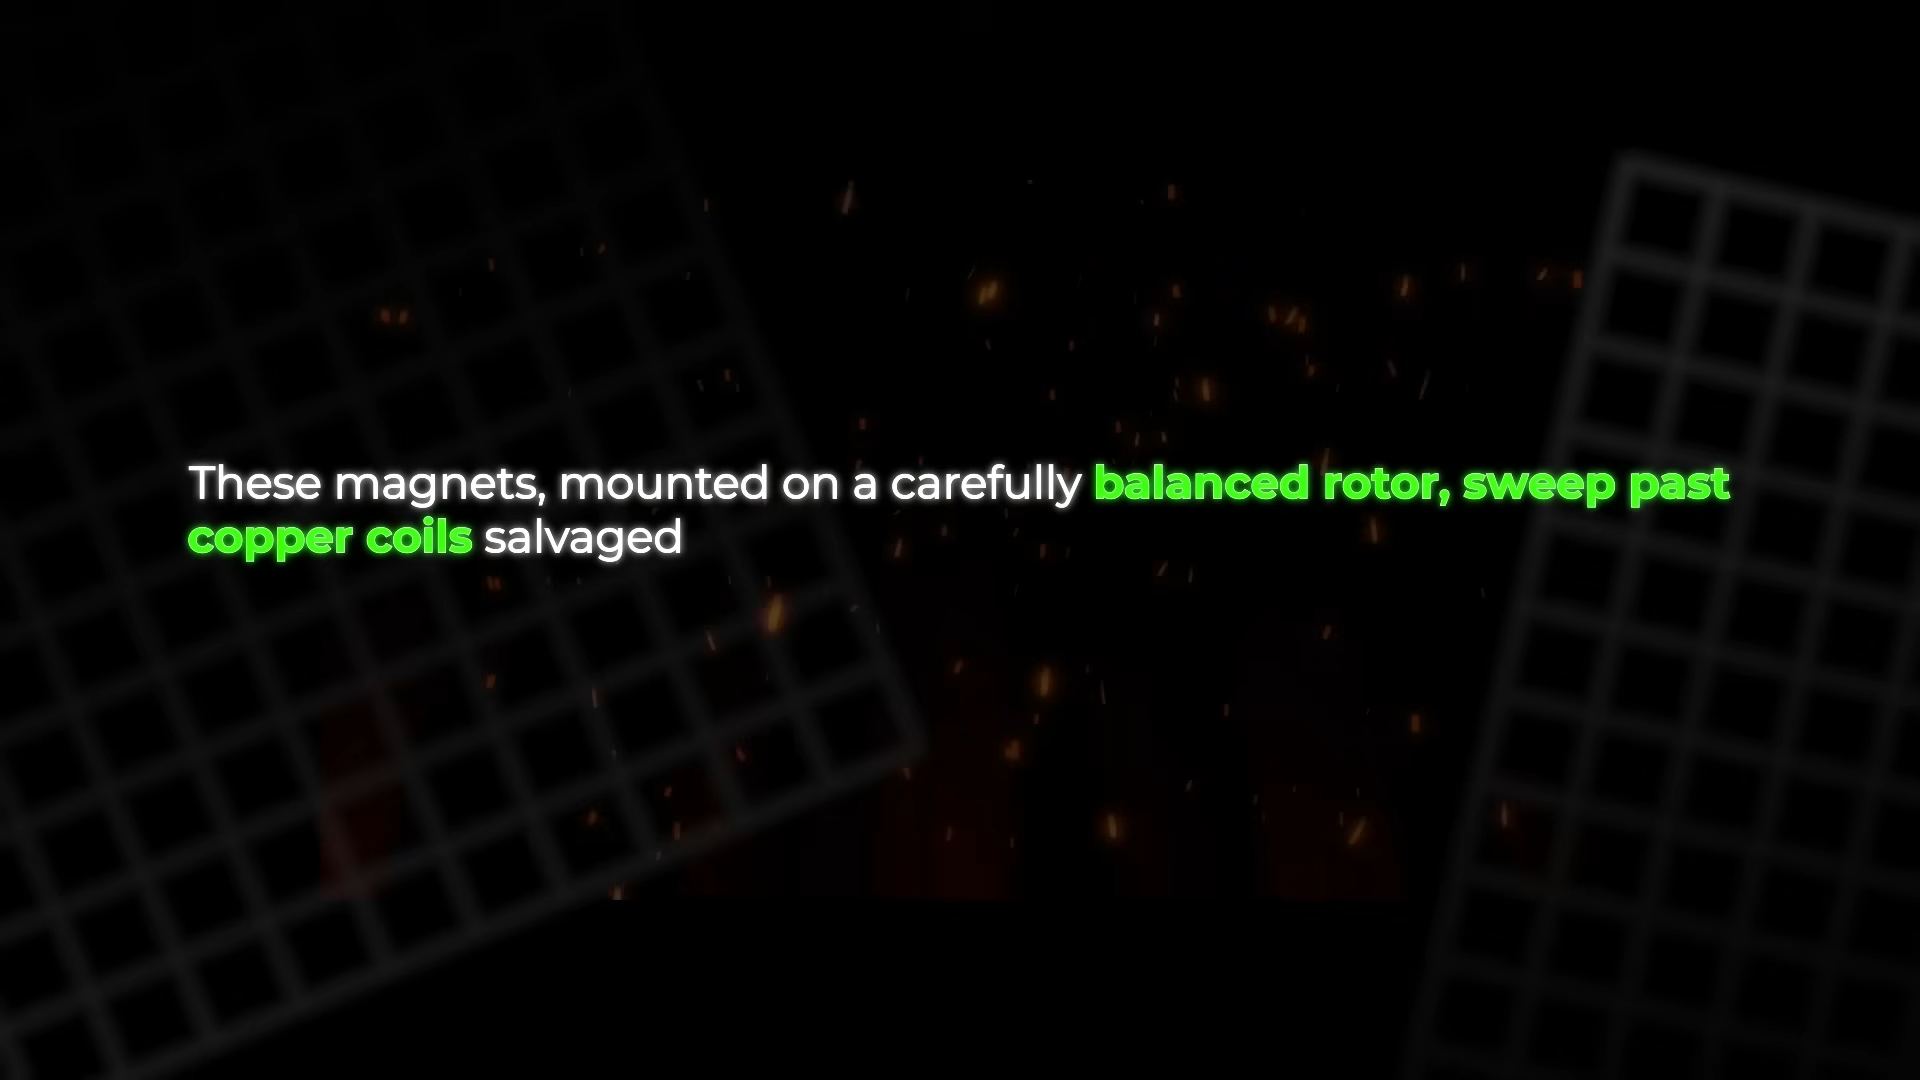 These magnets, mounted on a carefully balanced rotor, sweep past
copper coils salvaged